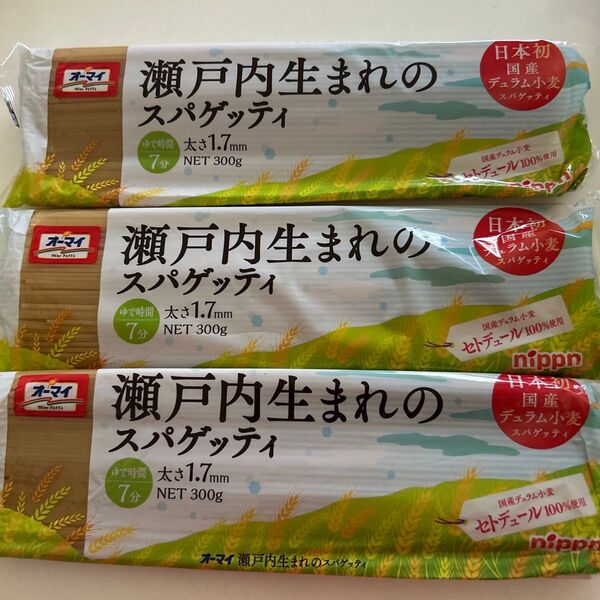 オーマイ
OH'MY PASTA
瀬戸内生まれの
スパゲッティ
ゆで時間
7分
太さ1.7mm
NET 300g
日本初
国産
デュラム小麦
スパゲッティ
国産デュラム小麦
セトデュール100%使用
nippn
オーマイ
OH'MY PASTA
瀬戸内生まれの
スパゲッティ
ゆで時間
7分
太さ1.7mm
NET 300g
日本初
国産
デュラム小麦
スパゲッティ
国産デュラム小麦
セトデュール100%使用
nippn
オーマイ
OH'MY PASTA
瀬戸内生まれの
スパゲッティ
ゆで時間
7分
太さ1.7mm
NET 300g
日本初
国産
デュラム小麦
スパゲッティ
国産デュラム小麦
セトデュール100%使用
nippn
オーマイ 瀬戸内生まれのスパゲッティ